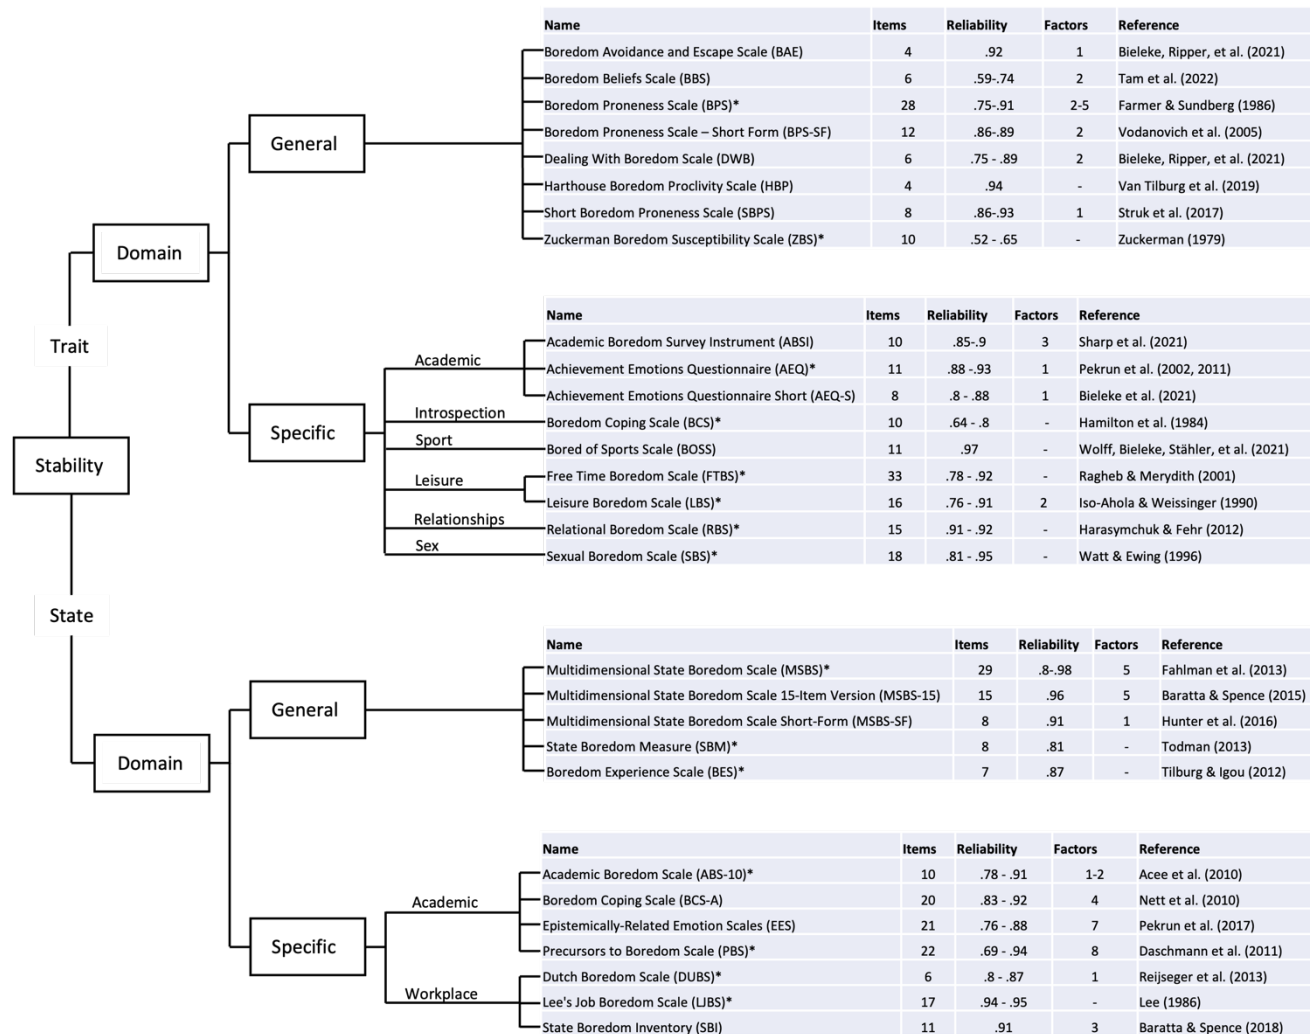 Stability
Trait
Domain
General
Name Items Reliability Factors Reference
Boredom Avoidance and Escape Scale (BAE) 4 .92 1 Bieleke, Ripper, et al. (2021)
Boredom Beliefs Scale (BBS) 6 .59-.74 2 Tam et al. (2022)
Boredom Proneness Scale (BPS)* 28 .75-.91 2-5 Farmer & Sundberg (1986)
Boredom Proneness Scale – Short Form (BPS-SF) 12 .86-.89 2 Vodanovich et al. (2005)
Dealing With Boredom Scale (DWB) 6 .75 - .89 2 Bieleke, Ripper, et al. (2021)
Harthouse Boredom Proclivity Scale (HBP) 4 .94 - Van Tilburg et al. (2019)
Short Boredom Proneness Scale (SBPS) 8 .86-.93 1 Struk et al. (2017)
Zuckerman Boredom Susceptibility Scale (ZBS)* 10 .52 - .65 - Zuckerman (1979)
Specific
Name Items Reliability Factors Reference
Academic
Academic Boredom Survey Instrument (ABSI) 10 .85-.9 3 Sharp et al. (2021)
Achievement Emotions Questionnaire (AEQ)* 11 .88 -.93 1 Pekrun et al. (2002, 2011)
Achievement Emotions Questionnaire Short (AEQ-S) 8 .8 - .88 1 Bieleke et al. (2021)
Introspection
Boredom Coping Scale (BCS)* 10 .64 - .8 - Hamilton et al. (1984)
Sport
Bored of Sports Scale (BOSS) 11 .97 - Wolff, Bieleke, Stähler, et al. (2021)
Leisure
Free Time Boredom Scale (FTBS)* 33 .78 - .92 - Ragheb & Merydith (2001)
Leisure Boredom Scale (LBS)* 16 .76 - .91 2 Iso-Ahola & Weissinger (1990)
Relationships
Relational Boredom Scale (RBS)* 15 .91 - .92 - Harasymchuk & Fehr (2012)
Sex
Sexual Boredom Scale (SBS)* 18 .81 - .95 - Watt & Ewing (1996)
State
Domain
General
Name Items Reliability Factors Reference
Multidimensional State Boredom Scale (MSBS)* 29 .8-.98 5 Fahlman et al. (2013)
Multidimensional State Boredom Scale 15-Item Version (MSBS-15) 15 .96 5 Baratta & Spence (2015)
Multidimensional State Boredom Scale Short-Form (MSBS-SF) 8 .91 1 Hunter et al. (2016)
State Boredom Measure (SBM)* 8 .81 - Todman (2013)
Boredom Experience Scale (BES)* 7 .87 - Tilburg & Igou (2012)
Specific
Name Items Reliability Factors Reference
Academic
Academic Boredom Scale (ABS-10)* 10 .78 - .91 1-2 Acee et al. (2010)
Boredom Coping Scale (BCS-A) 20 .83 - .92 4 Nett et al. (2010)
Epistemically-Related Emotion Scales (EES) 21 .76 - .88 7 Pekrun et al. (2017)
Precursors to Boredom Scale (PBS)* 22 .69 - .94 8 Daschmann et al. (2011)
Workplace
Dutch Boredom Scale (DUBS)* 6 .8 - .87 1 Reijseger et al. (2013)
Lee's Job Boredom Scale (LJBS)* 17 .94 - .95 - Lee (1986)
State Boredom Inventory (SBI) 11 .91 3 Baratta & Spence (2018)